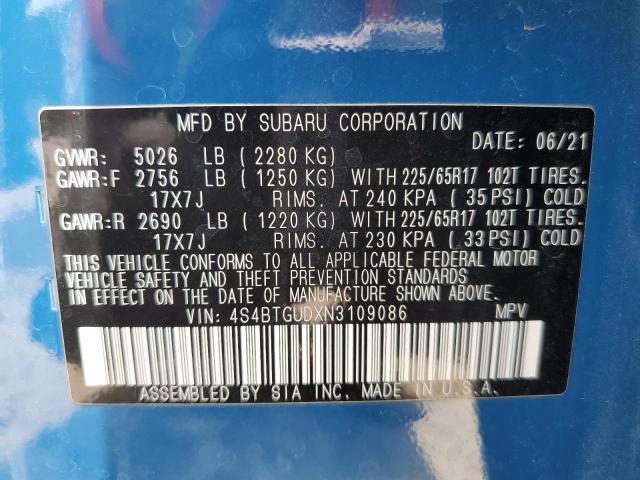 MFD BY SUBARU CORPORATION
DATE: 06/21
GVWR: 5026 LB (2280 KG)
GAWR:F 2756 LB (1250 KG) WITH 225/65R17 102T TIRES.
17X7J RIMS. AT 240 KPA (35 PSI) COLD
GAWR:R 2690 LB (1220 KG) WITH 225/65R17 102T TIRES.
17X7J RIMS. AT 230 KPA (33 PSI) COLD
THIS VEHICLE CONFORMS TO ALL APPLICABLE FEDERAL MOTOR
VEHICLE SAFETY AND THEFT PREVENTION STANDARDS
IN EFFECT ON THE DATE OF MANUFACTURE SHOWN ABOVE.
VIN: 4S4BTGUDXN3109086 MPV
ASSEMBLED BY SIA INC. MADE IN U.S.A.